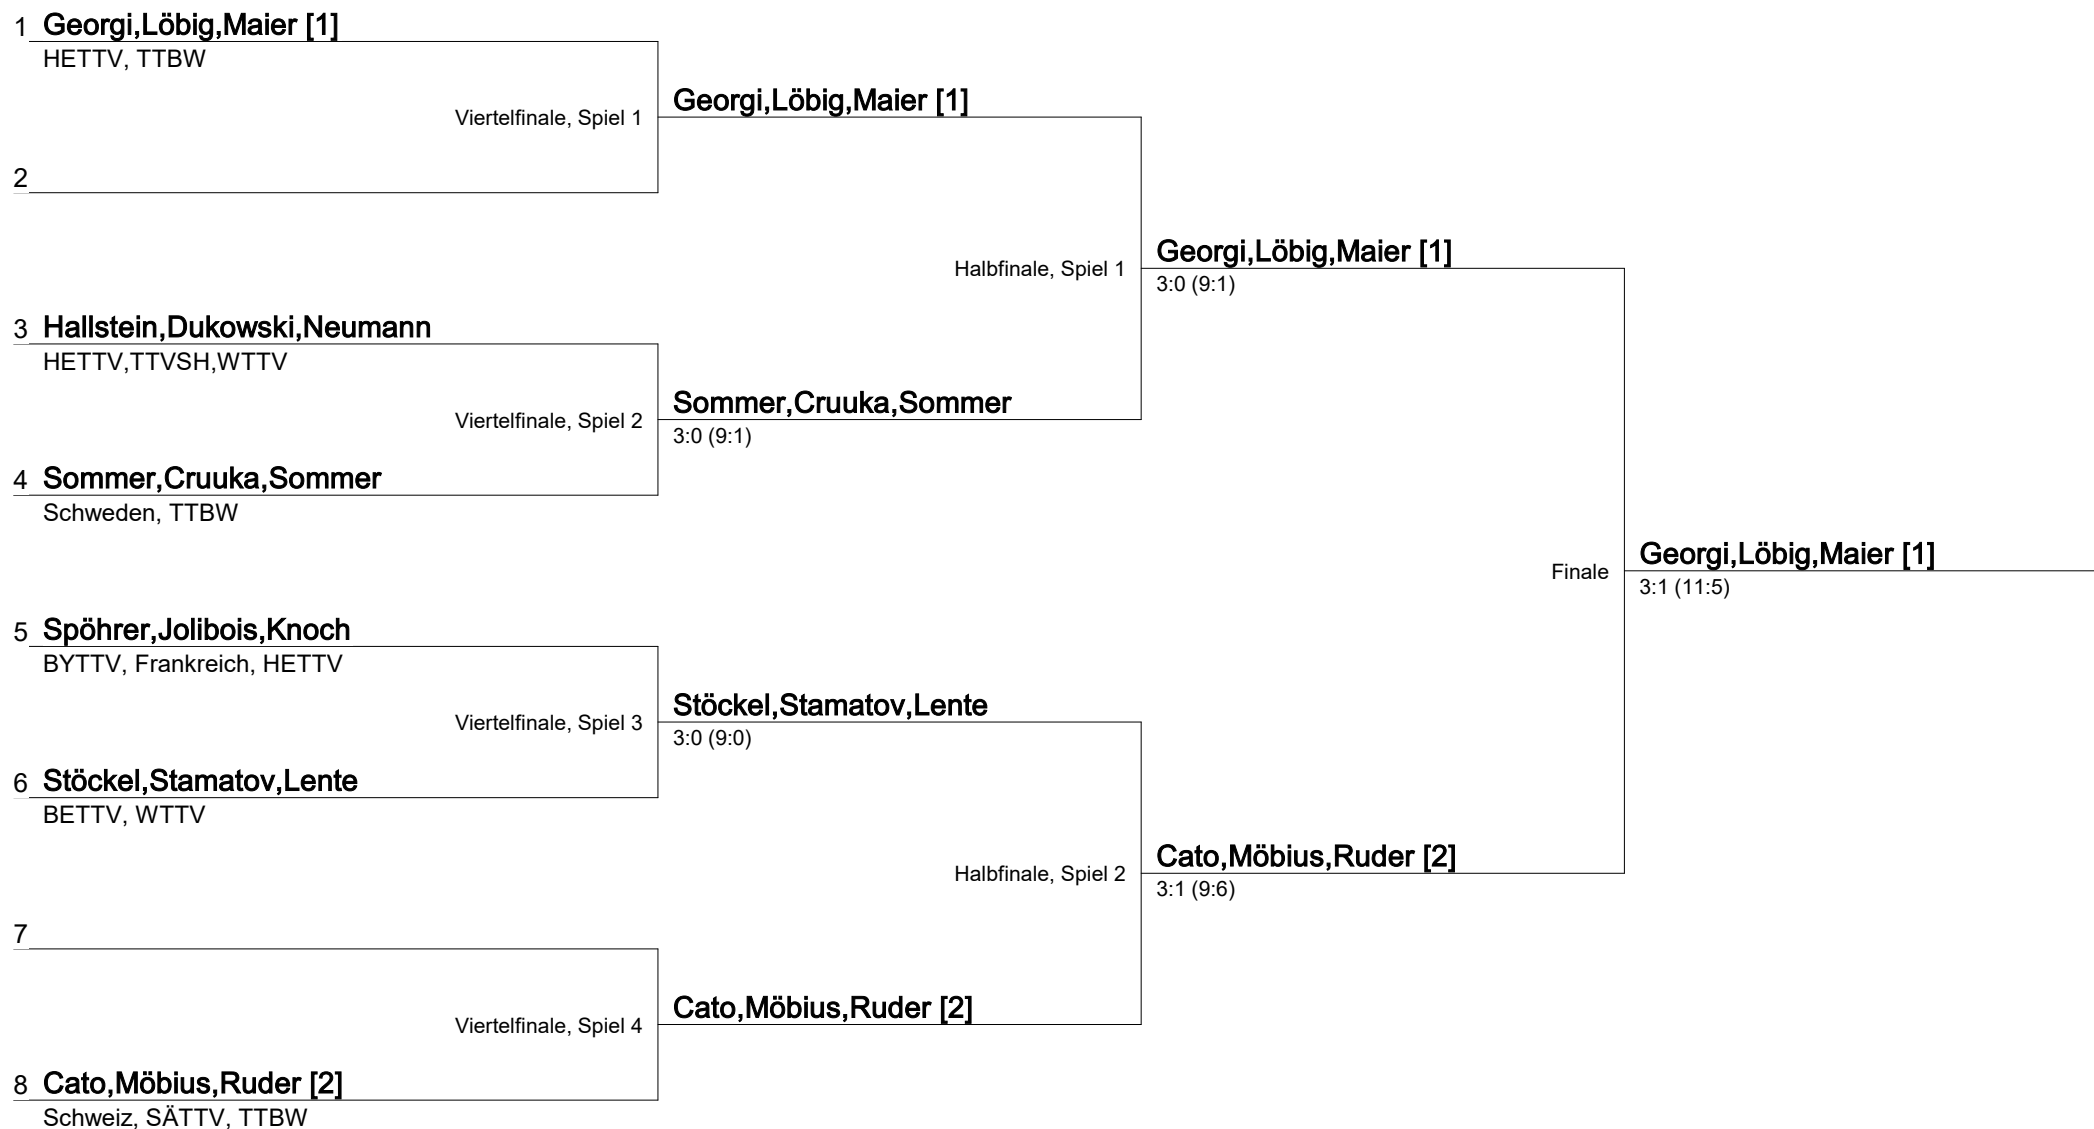 1 Georgi,Löbig,Maier [1]
HETTV, TTBW
Georgi,Löbig,Maier [1]
Viertelfinale, Spiel 1
2
Georgi,Löbig,Maier [1]
Halbfinale, Spiel 1
3:0 (9:1)
3 Hallstein,Dukowski,Neumann
HETTV,TTVSH,WTTV
Sommer,Cruuka,Sommer
Viertelfinale, Spiel 2
3:0 (9:1)
4 Sommer,Cruuka,Sommer
Schweden, TTBW
Georgi,Löbig,Maier [1]
Finale
3:1 (11:5)
5 Spöhrer,Jolibois,Knoch
BYTTV, Frankreich, HETTV
Stöckel,Stamatov,Lente
Viertelfinale, Spiel 3
3:0 (9:0)
6 Stöckel,Stamatov,Lente
BETTV, WTTV
Cato,Möbius,Ruder [2]
Halbfinale, Spiel 2
3:1 (9:6)
7
Cato,Möbius,Ruder [2]
Viertelfinale, Spiel 4
8 Cato,Möbius,Ruder [2]
Schweiz, SÄTTV, TTBW